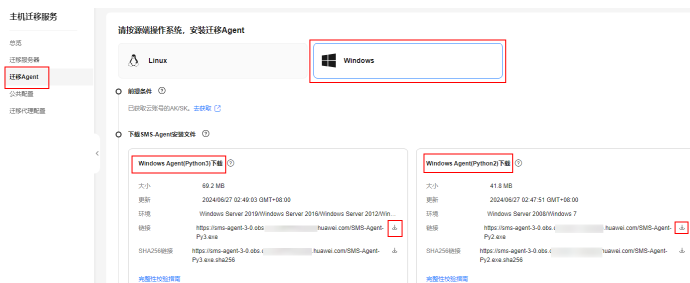 主机迁移服务
总览
迁移服务器
迁移Agent
公共配置
迁移代理配置
请按源端操作系统，安装迁移Agent
Linux
Windows
前提条件
已获取云账号的AK/SK。去获取
下载SMS-Agent安装文件
Windows Agent(Python3)下载
大小 69.2 MB
更新 2024/06/27 02:49:03 GMT+08:00
环境 Windows Server 2019/Windows Server 2016/Windows Server 2012/Win...
链接 https://sms-agent-3-0.obs. huawei.com/SMS-Agent-
Py3.exe
SHA256链接 https://sms-agent-3-0.obs. huawei.com/SMS-Agent-
Py3.exe.sha256
完整性校验指南
Windows Agent(Python2)下载
大小 41.8 MB
更新 2024/06/27 02:47:51 GMT+08:00
环境 Windows Server 2008/Windows 7
链接 https://sms-agent-3-0.obs. .huawei.com/SMS-Agent-
Py2.exe
SHA256链接 https://sms-agent-3-0.obs. .huawei.com/SMS-Agent-
Py2.exe.sha256
完整性校验指南